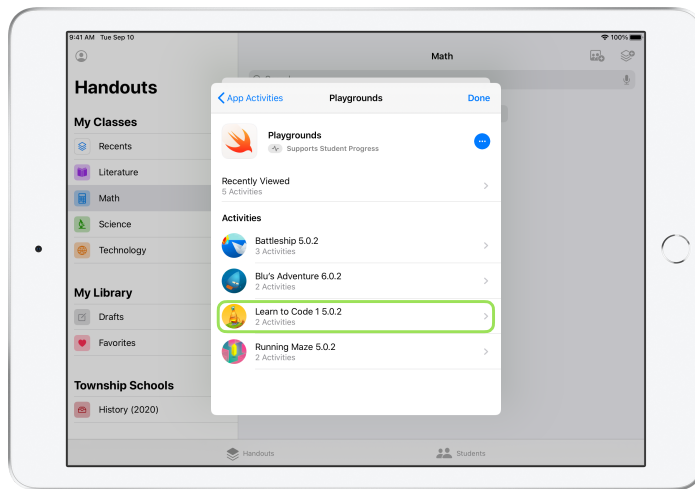 9:41 AM Tue Sep 10
100%
Math
Handouts
My Classes
Recents
Literature
Math
Science
Technology
My Library
Drafts
Favorites
Township Schools
History (2020)
App Activities
Playgrounds
Done
Playgrounds
Supports Student Progress
Recently Viewed
5 Activities
Activities
Battleship 5.0.2
3 Activities
Blu's Adventure 6.0.2
2 Activities
Learn to Code 1 5.0.2
2 Activities
Running Maze 5.0.2
2 Activities
Handouts
Students